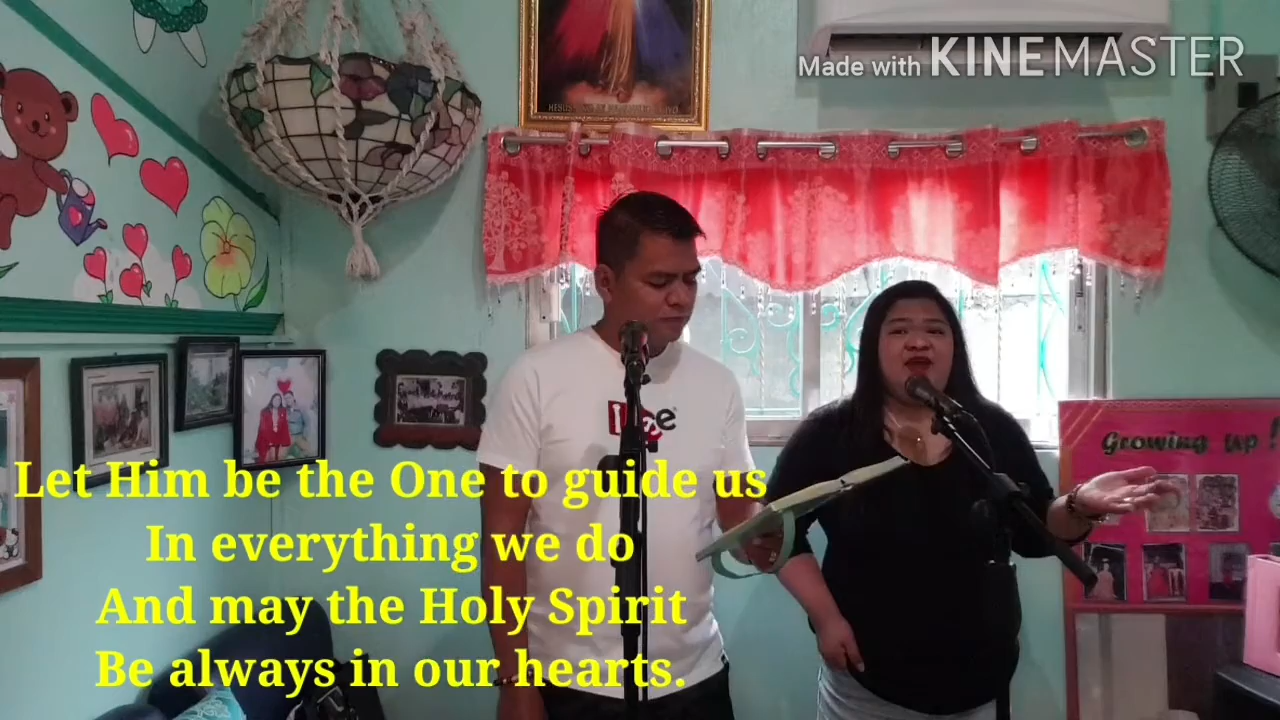 Made with KINEMASTER
Growing up!
Let Him be the One to guide us
In everything we do
And may the Holy Spirit
Be always in our hearts.